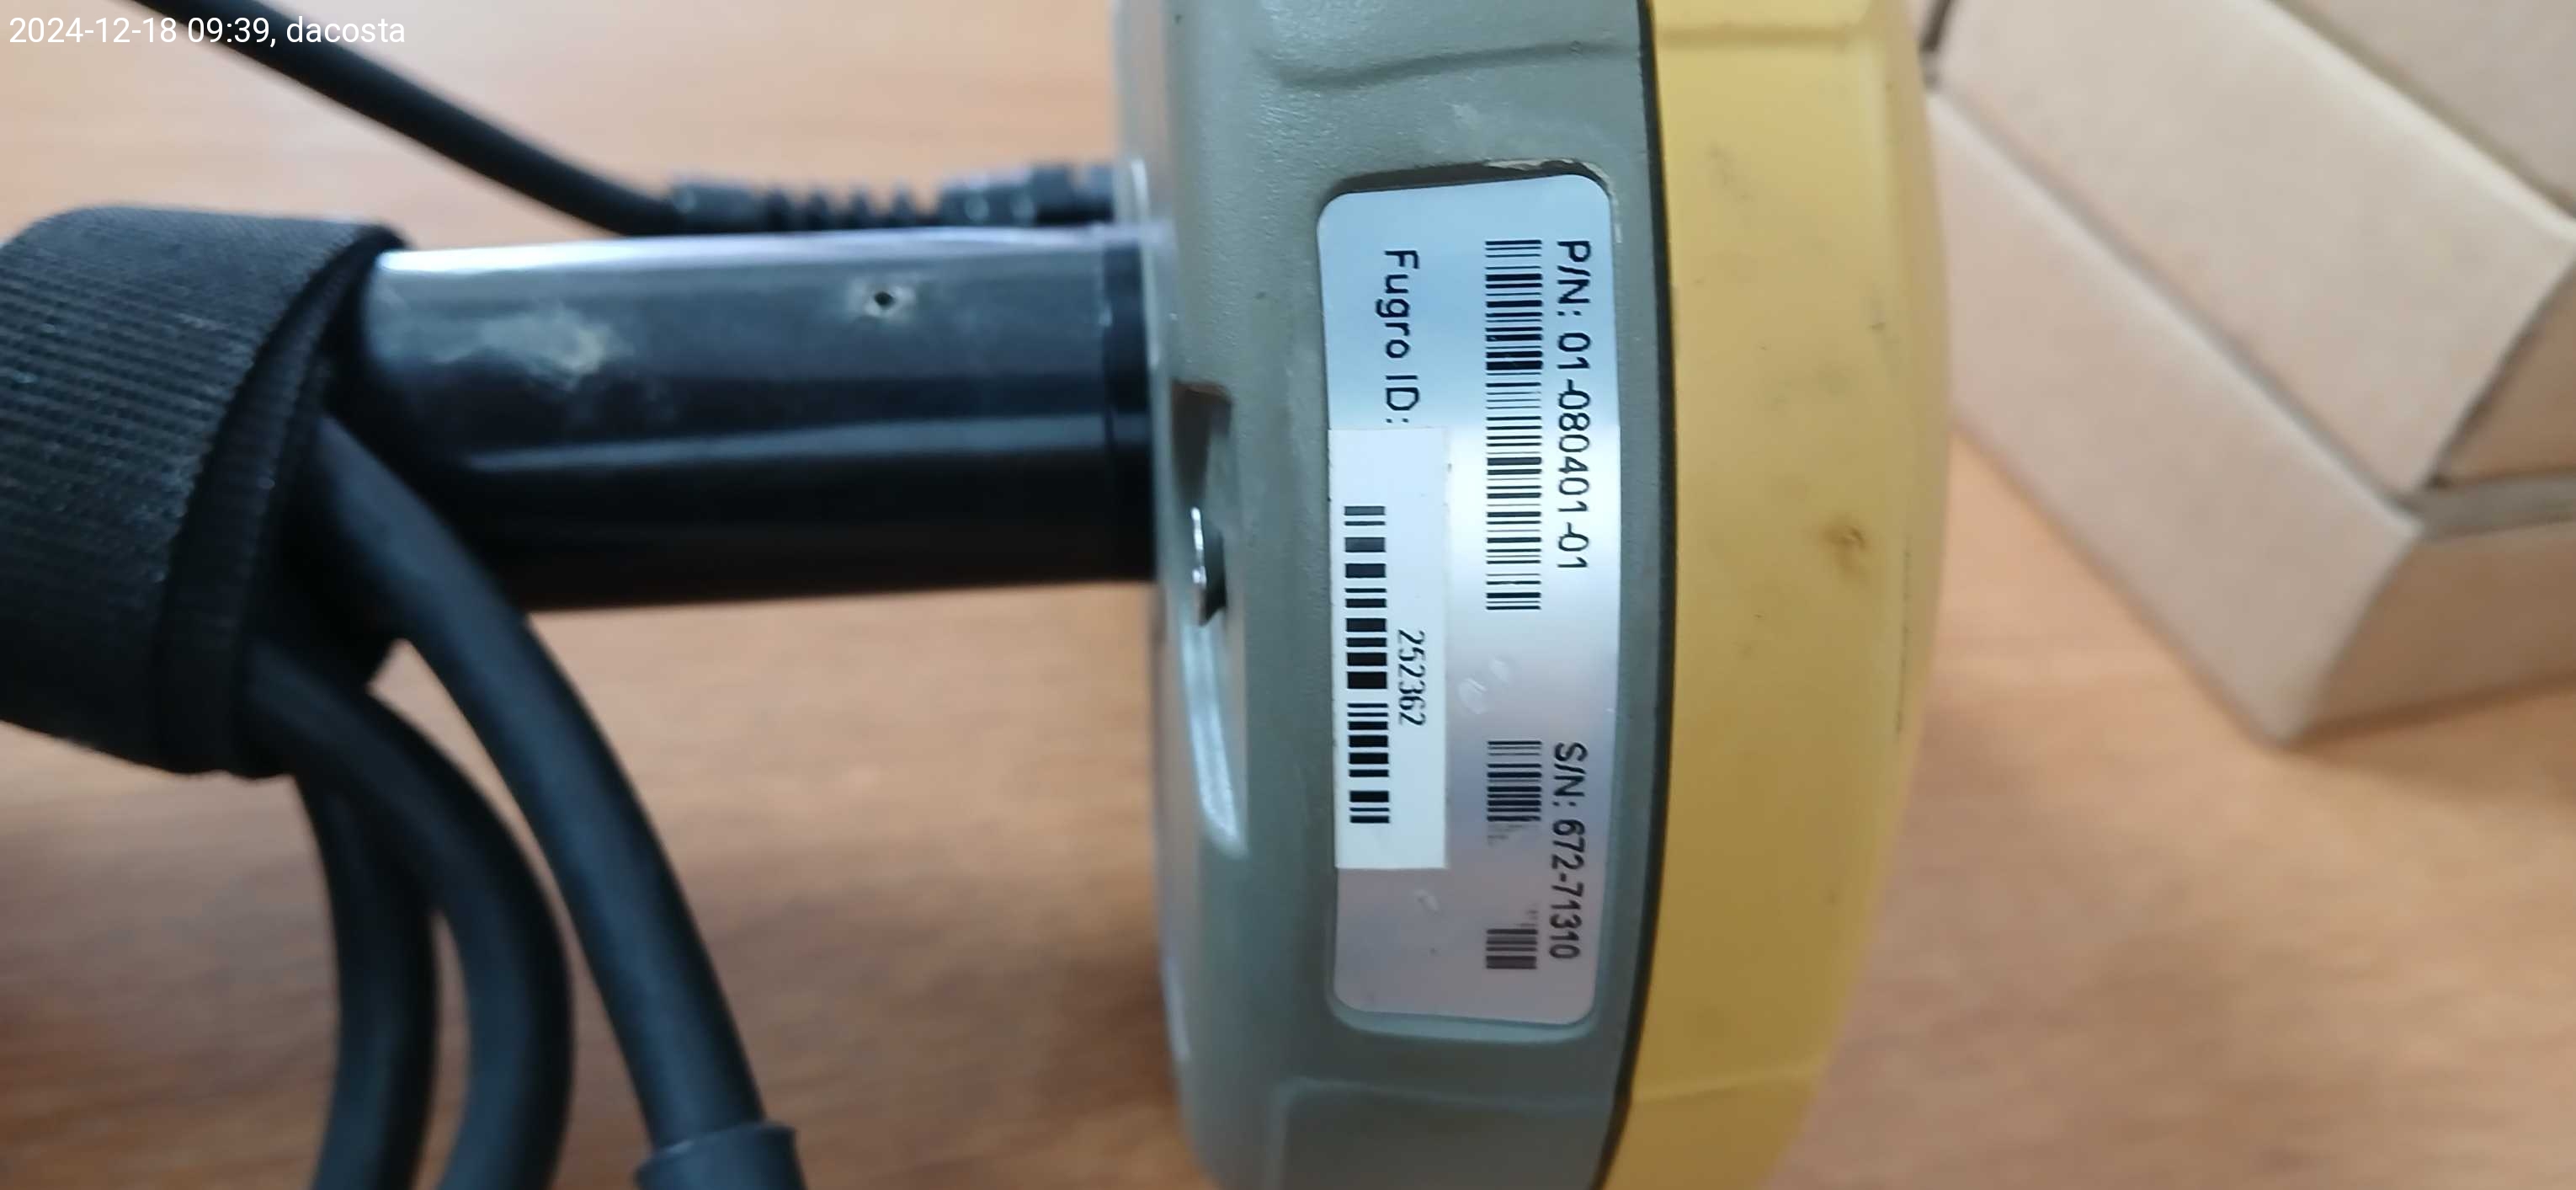 2024-12-18 09:39, dacosta
P/N: 01-080401-01
S/N: 672-71310
Fugro ID:
252362